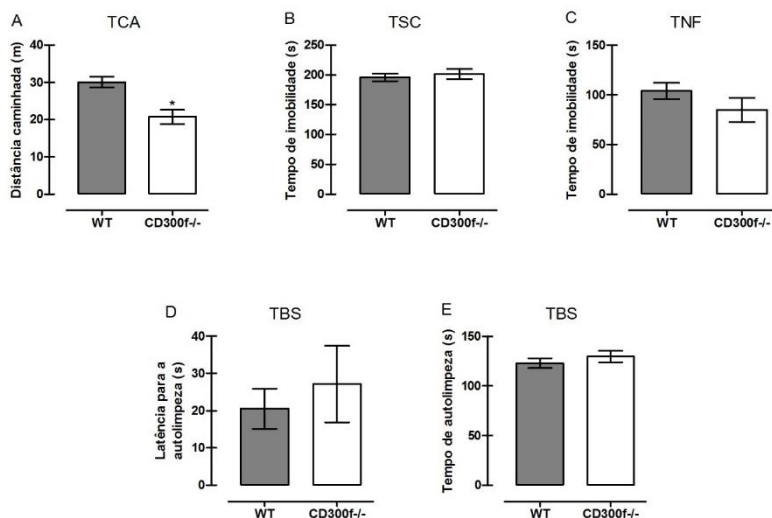 A
TCA
Distância caminhada (m)
40
30
20
10
0
*
WT
CD300f-/-
B
TSC
Tempo de imobilidade (s)
250
200
150
100
50
0
WT
CD300f-/-
C
TNF
Tempo de imobilidade (s)
150
100
50
0
WT
CD300f-/-
D
TBS
Latência para a
autolimpeza (s)
40
30
20
10
0
WT
CD300f-/-
E
TBS
Tempo de autolimpeza (s)
150
100
50
0
WT
CD300f-/-